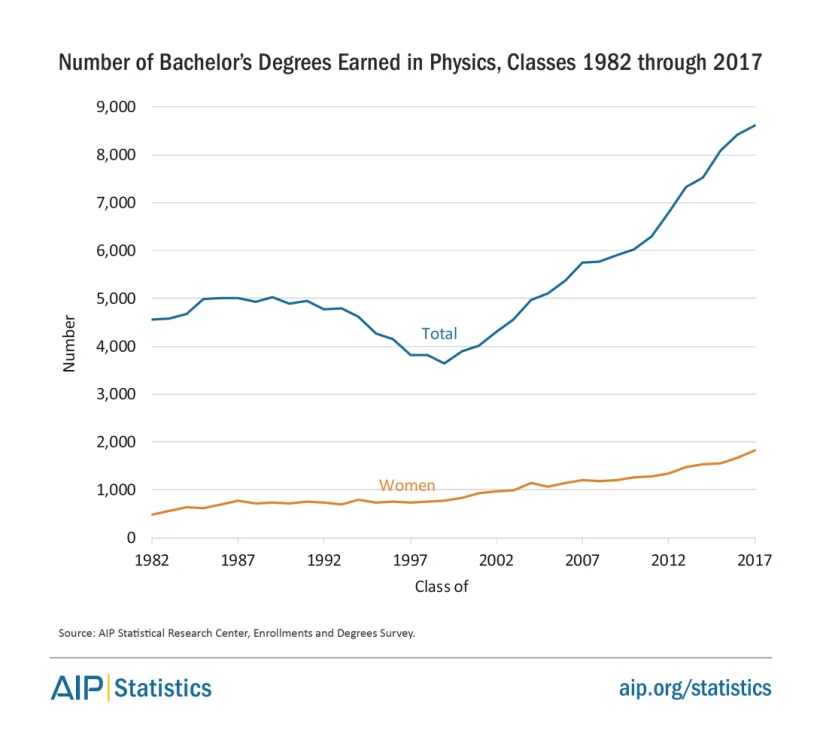 Number of Bachelor's Degrees Earned in Physics, Classes 1982 through 2017
9,000
8,000
7,000
6,000
5,000
4,000
3,000
2,000
1,000
0
Number
Total
Women
1982 1987 1992 1997 2002 2007 2012 2017
Class of
Source: AIP Statistical Research Center, Enrollments and Degrees Survey.
AIP Statistics
aip.org/statistics